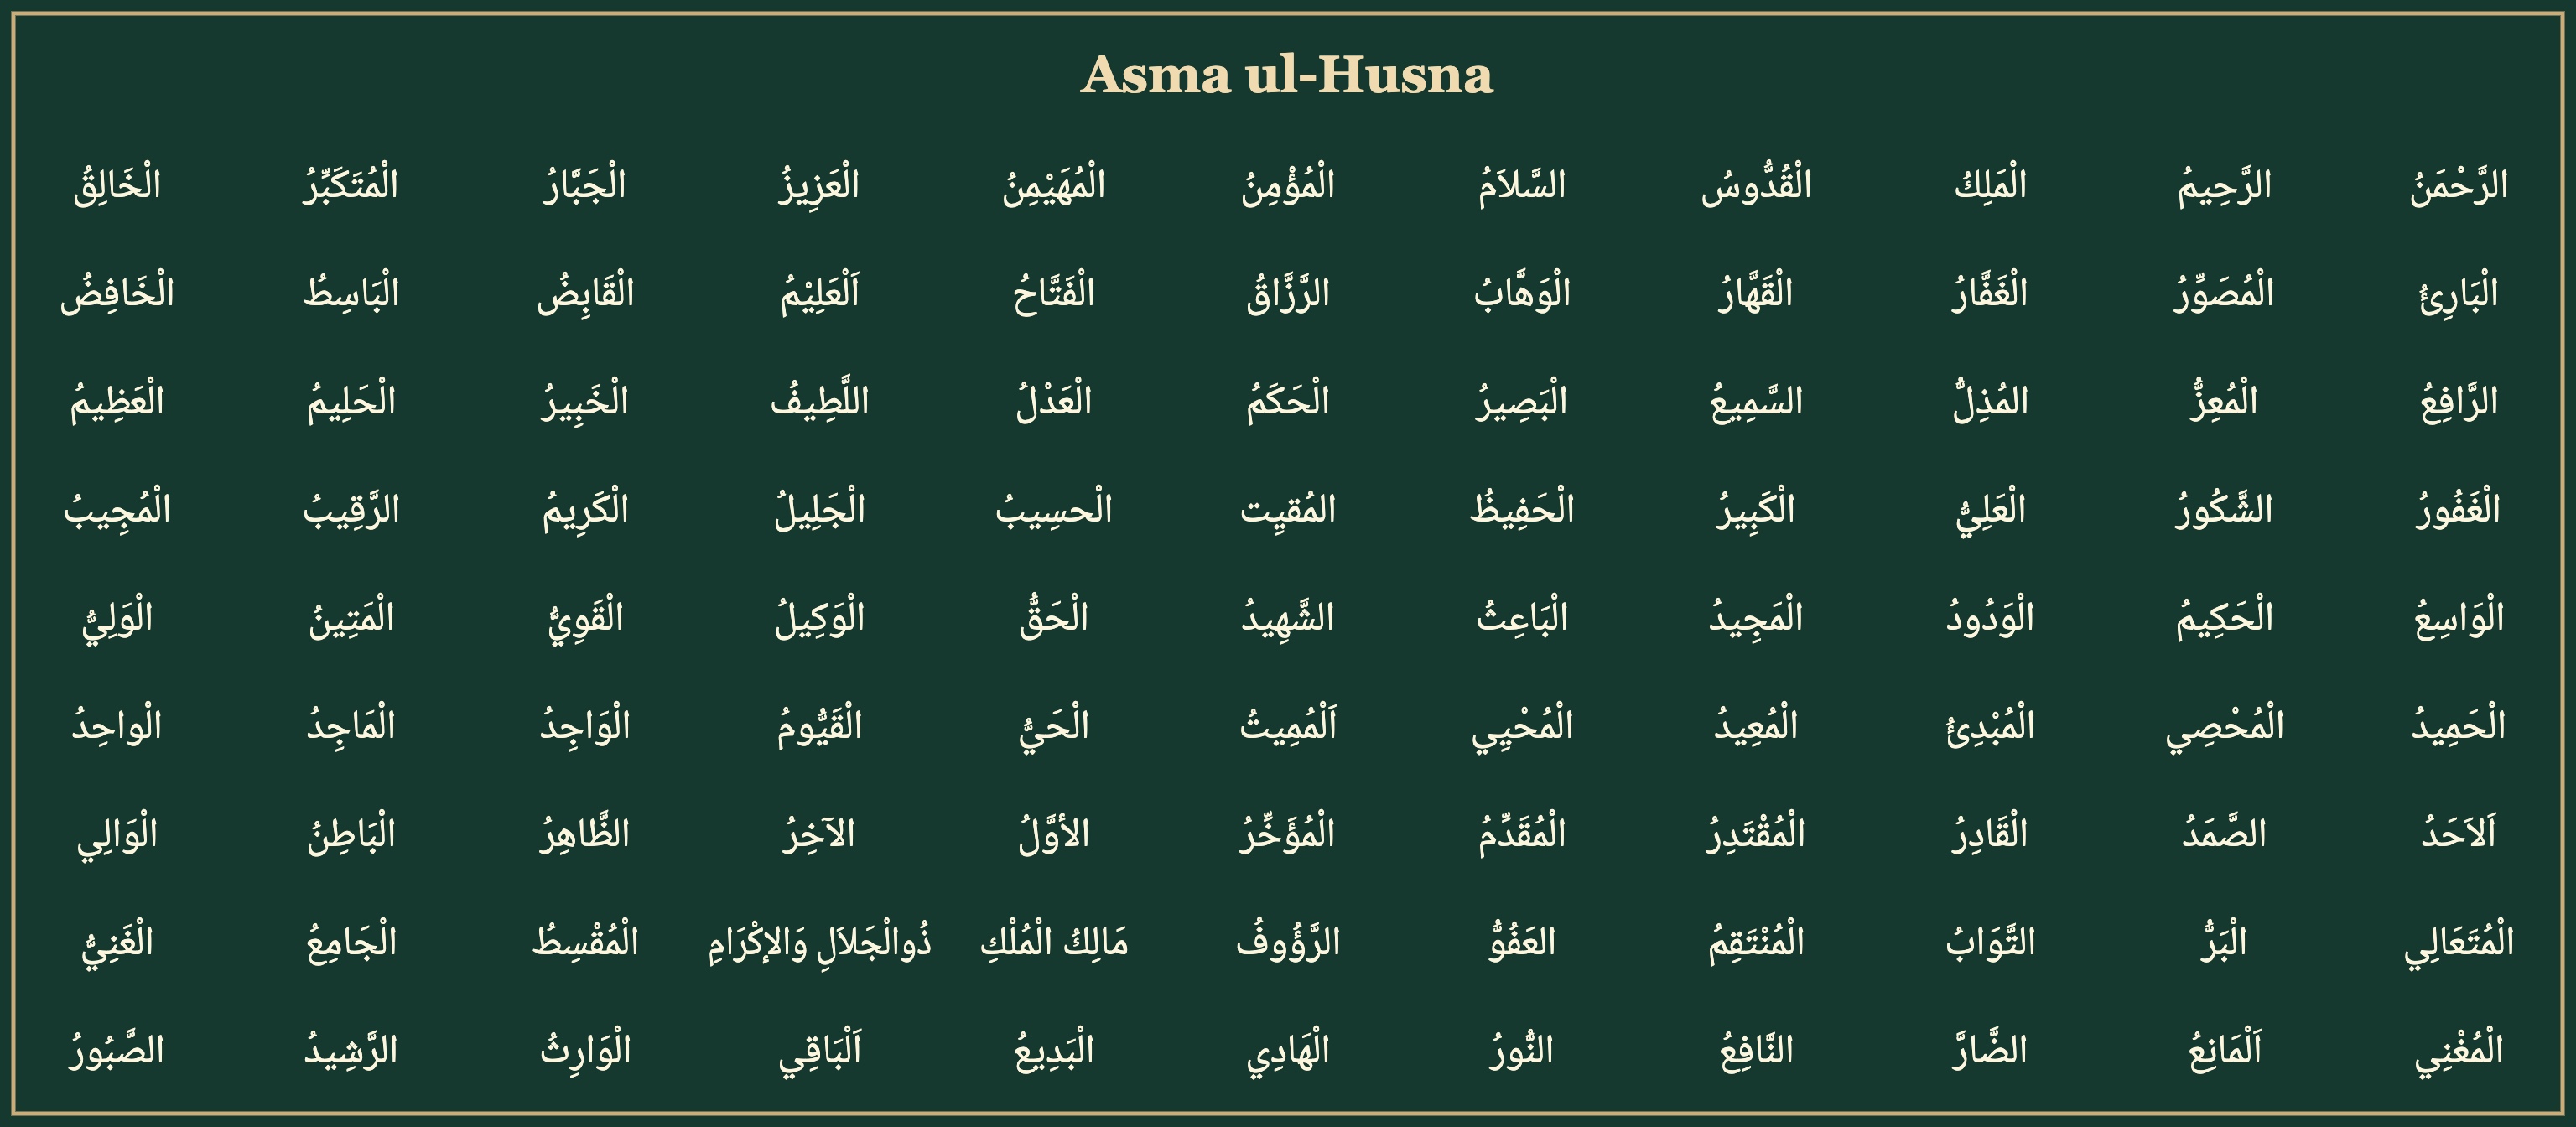 Asma ul-Husna
الرَّحْمَنُ الرَّحِيمُ الْمَلِكُ الْقُدُّوسُ السَّلاَمُ الْمُؤْمِنُ الْمُهَيْمِنُ الْعَزِيزُ الْجَبَّارُ الْمُتَكَبِّرُ الْخَالِقُ
الْبَارِئُ الْمُصَوِّرُ الْغَفَّارُ الْقَهَّارُ الْوَهَّابُ الرَّزَّاقُ الْفَتَّاحُ اَلْعَلِيْمُ الْقَابِضُ الْبَاسِطُ الْخَافِضُ
الرَّافِعُ الْمُعِزُّ المُذِلُّ السَّمِيعُ الْبَصِيرُ الْحَكَمُ الْعَدْلُ اللَّطِيفُ الْخَبِيرُ الْحَلِيمُ الْعَظِيمُ
الْغَفُورُ الشَّكُورُ الْعَلِيُّ الْكَبِيرُ الْحَفِيظُ المُقيِت الْحسِيبُ الْجَلِيلُ الْكَرِيمُ الرَّقِيبُ الْمُجِيبُ
الْوَاسِعُ الْحَكِيمُ الْوَدُودُ الْمَجِيدُ الْبَاعِثُ الشَّهِيدُ الْحَقُّ الْوَكِيلُ الْقَوِيُّ الْمَتِينُ الْوَلِيُّ
الْحَمِيدُ الْمُحْصِي الْمُبْدِئُ الْمُعِيدُ الْمُحْيِي اَلْمُمِيتُ الْحَيُّ الْقَيُّومُ الْوَاجِدُ الْمَاجِدُ الْواحِدُ
اَلاَحَدُ الصَّمَدُ الْقَادِرُ الْمُقْتَدِرُ الْمُقَدِّمُ الْمُؤَخِّرُ الأوَّلُ الآخِرُ الظَّاهِرُ الْبَاطِنُ الْوَالِي
الْمُتَعَالِي الْبَرُّ التَّوَابُ الْمُنْتَقِمُ العَفُوُّ الرَّؤُوفُ مَالِكُ الْمُلْكِ ذُوالْجَلاَلِ وَالإكْرَامِ الْمُقْسِطُ الْجَامِعُ الْغَنِيُّ
الْمُغْنِي اَلْمَانِعُ الضَّارَّ النَّافِعُ النُّورُ الْهَادِي الْبَدِيعُ اَلْبَاقِي الْوَارِثُ الرَّشِيدُ الصَّبُورُ